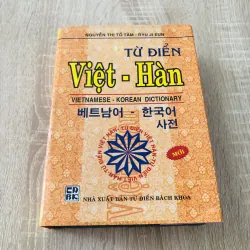 NGUYỄN THỊ TỐ TÂM - RYU JI EUN
TỪ ĐIỂN
Việt - Hàn
VIETNAMESE - KOREAN DICTIONARY
베트남어 - 한국어
사전
MỚI
NHÀ XUẤT BẢN TỪ ĐIỂN BÁCH KHOA